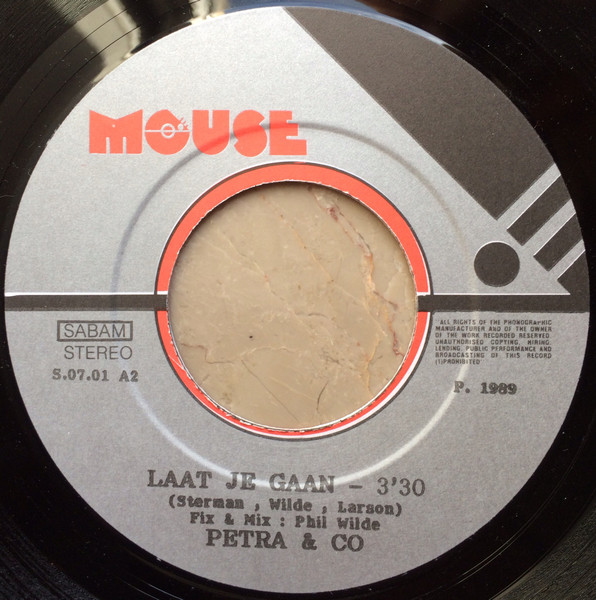 MOUSE
SABAM
STEREO
S.07.01 A2
ALL RIGHTS OF THE PHONOGRAPHIC
MANUFACTURER AND OF THE OWNER
OF THE WORK RECORDED RESERVED.
UNAUTHORISED COPYING, HIRING
LENDING, PUBLIC PERFORMANCE AND
BROADCASTING OF THIS RECORD
(1)PROHIBITED
P. 1989
LAAT JE GAAN - 3'30
(Sterman , Wilde , Larson)
Fix & Mix : Phil Wilde
PETRA & CO